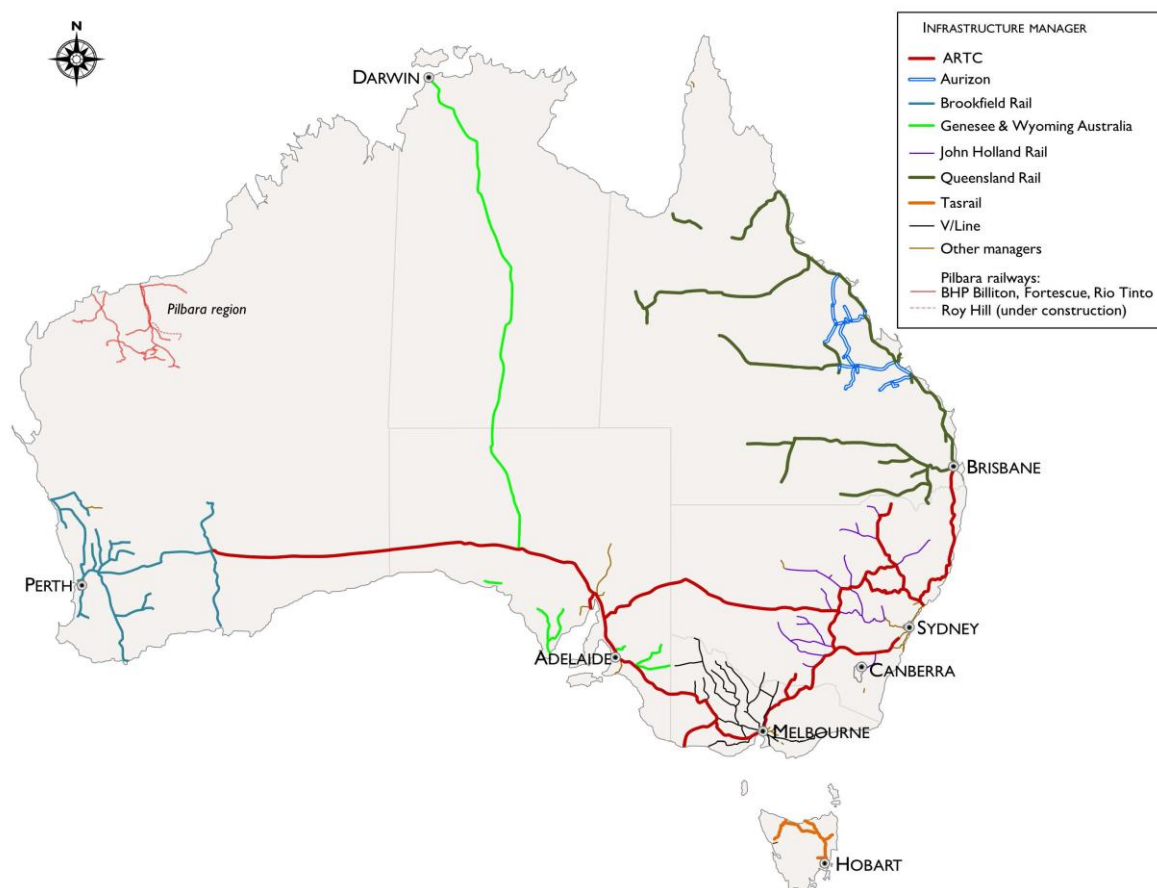 N
INFRASTRUCTURE MANAGER
ARTC
Aurizon
Brookfield Rail
Genesee & Wyoming Australia
John Holland Rail
Queensland Rail
Tasrail
V/Line
Other managers
Pilbara railways:
BHP Billiton, Fortescue, Rio Tinto
Roy Hill (under construction)
DARWIN
Pilbara region
BRISBANE
PERTH
SYDNEY
ADELAIDE
CANBERRA
MELBOURNE
HOBART